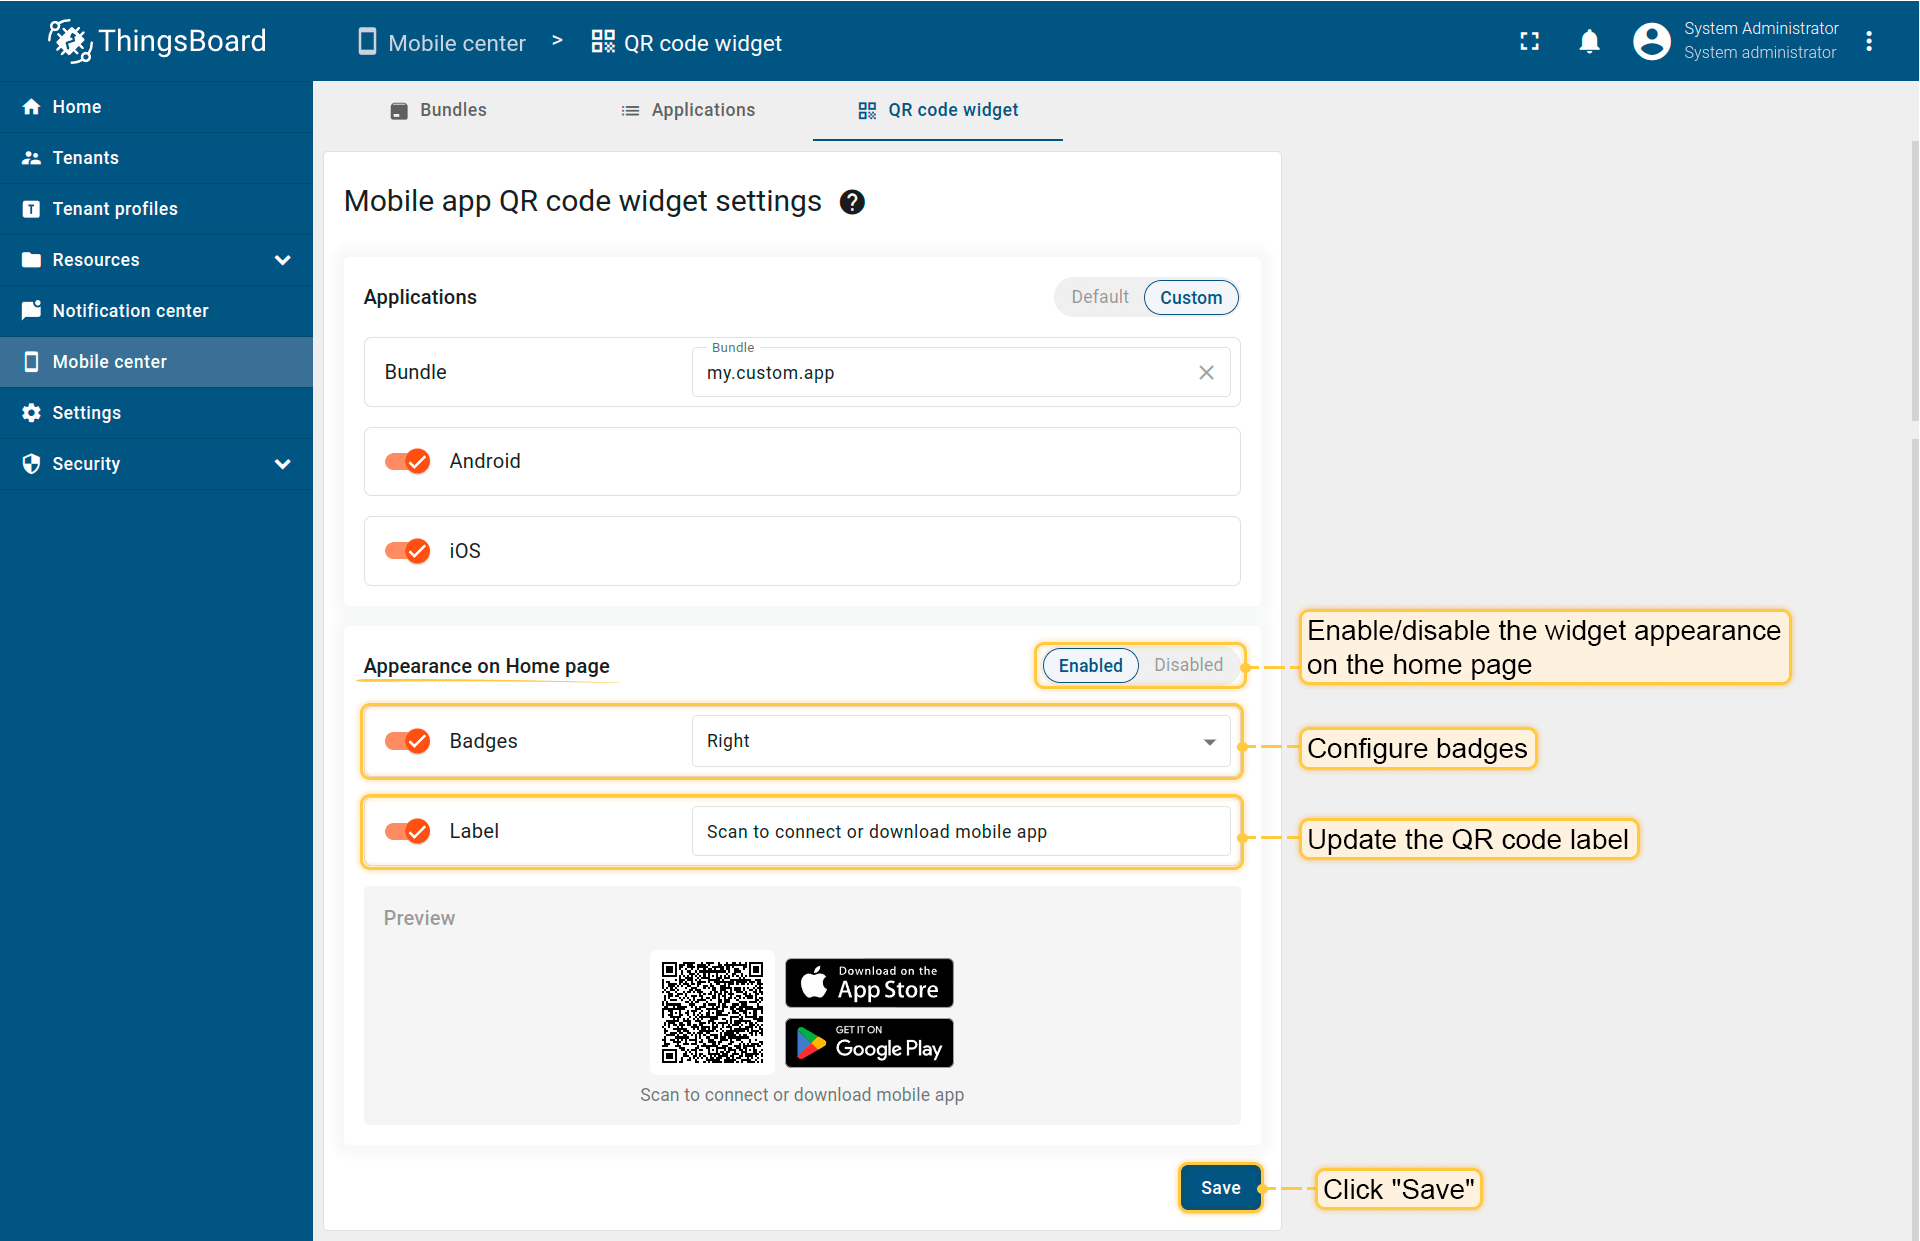 ThingsBoard
Mobile center > QR code widget
System Administrator
System administrator
Home
Tenants
Tenant profiles
Resources
Notification center
Mobile center
Settings
Security
Bundles
Applications
QR code widget
Mobile app QR code widget settings ?
Applications
Default
Custom
Bundle
Bundle
my.custom.app
Android
iOS
Appearance on Home page
Enabled
Disabled
Enable/disable the widget appearance
on the home page
Badges
Right
Configure badges
Label
Scan to connect or download mobile app
Update the QR code label
Preview
Download on the
App Store
GET IT ON
Google Play
Scan to connect or download mobile app
Save
Click "Save"